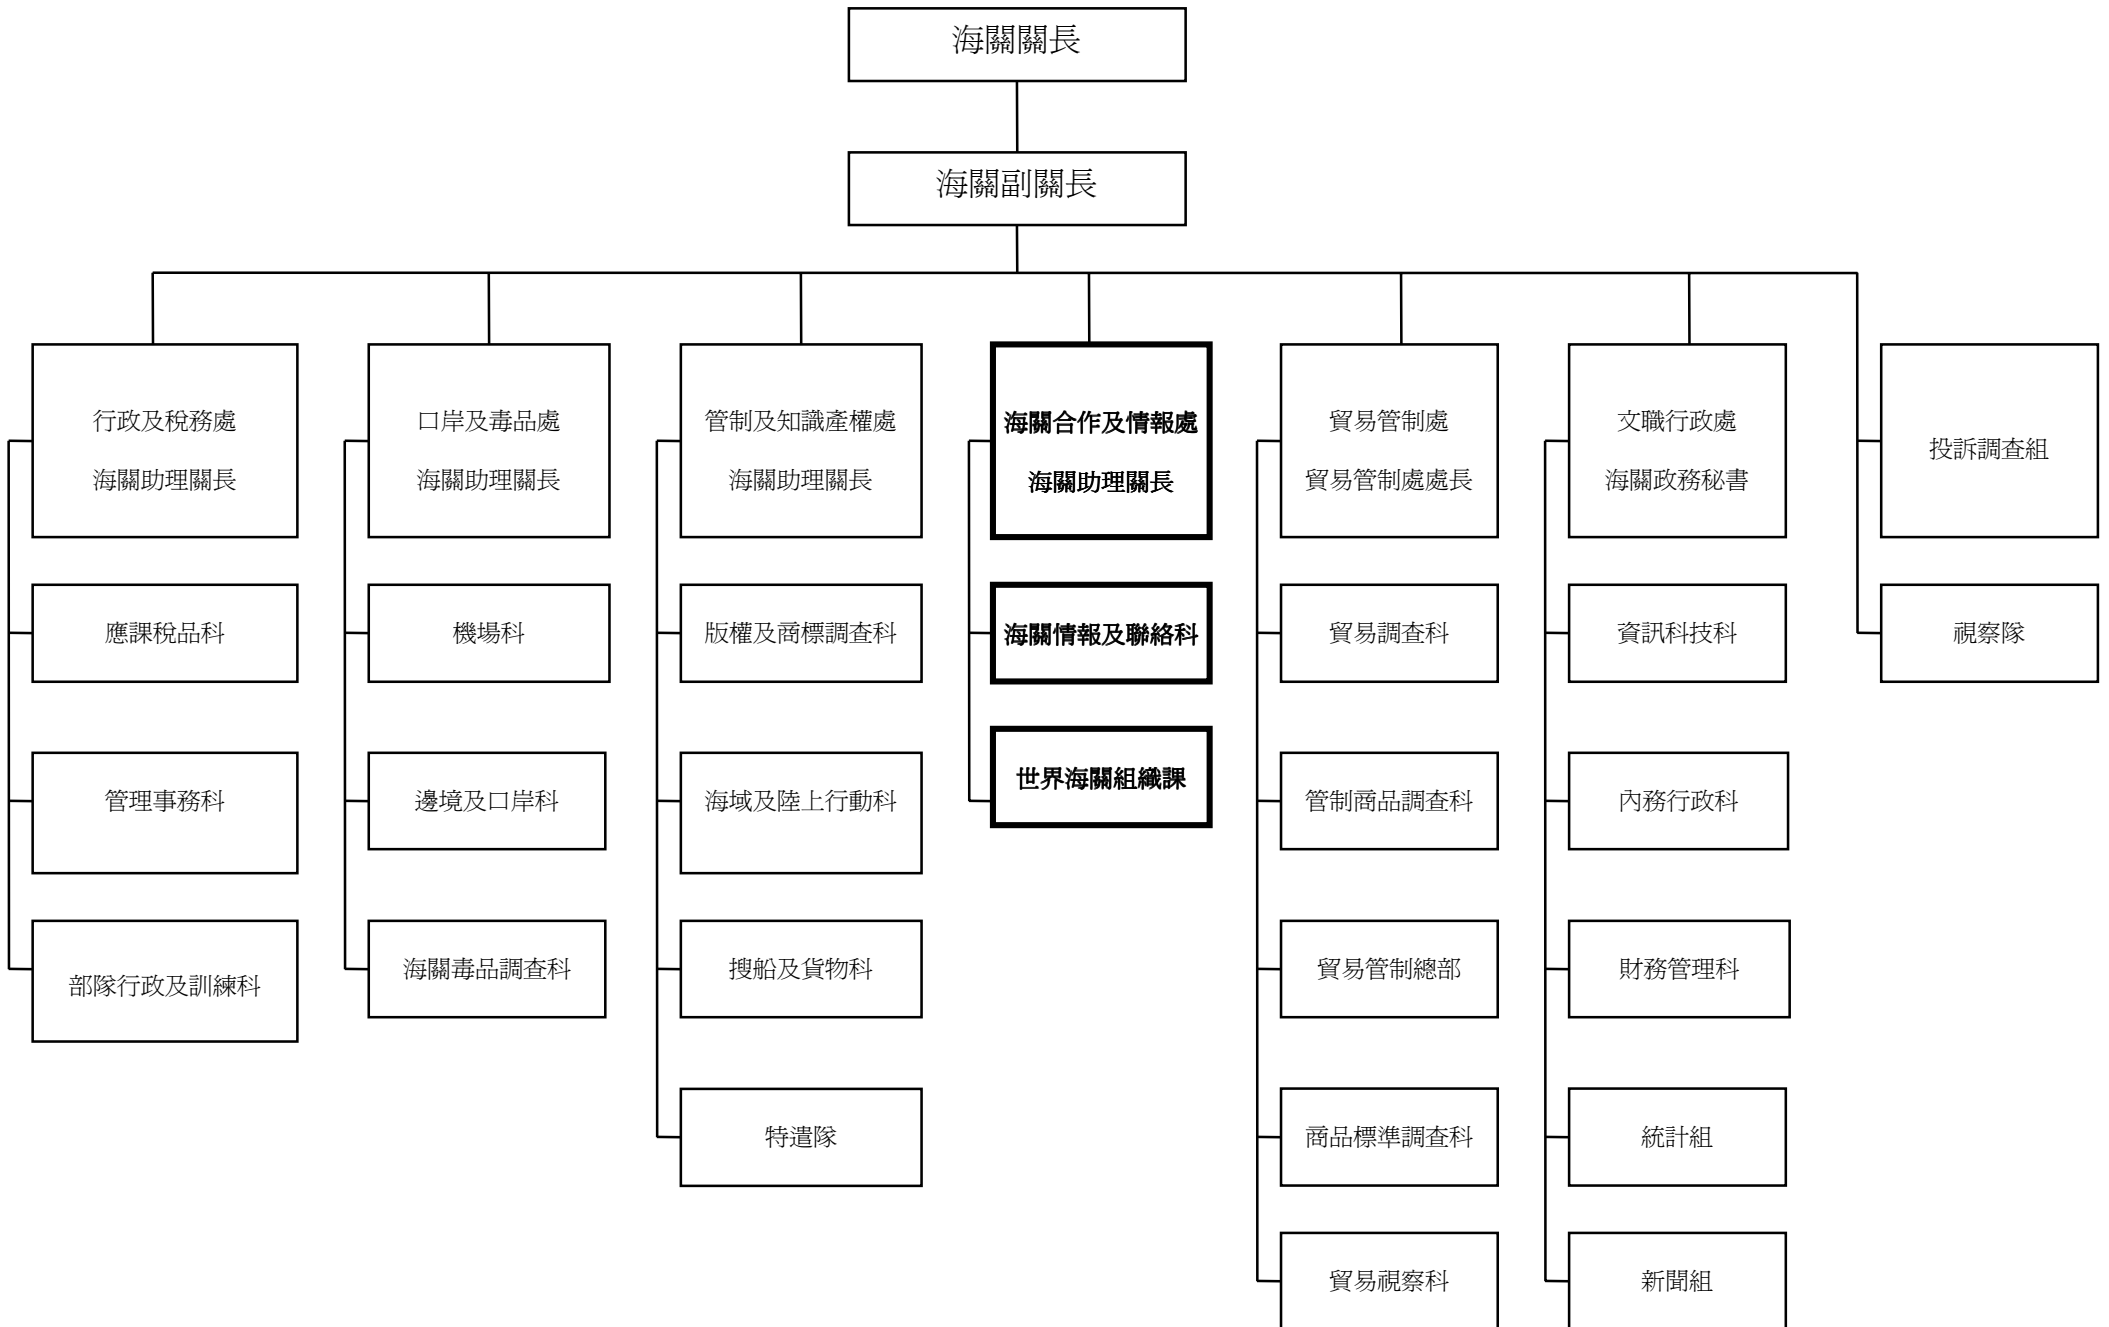 海關關長
海關副關長
行政及稅務處
海關助理關長
應課稅品科
管理事務科
部隊行政及訓練科
口岸及毒品處
海關助理關長
機場科
邊境及口岸科
海關毒品調查科
管制及知識產權處
海關助理關長
版權及商標調查科
海域及陸上行動科
搜船及貨物科
特遣隊
海關合作及情報處
海關助理關長
海關情報及聯絡科
世界海關組織課
貿易管制處
貿易管制處處長
貿易調查科
管制商品調查科
貿易管制總部
商品標準調查科
貿易視察科
文職行政處
海關政務秘書
資訊科技科
內務行政科
財務管理科
統計組
新聞組
投訴調查組
視察隊